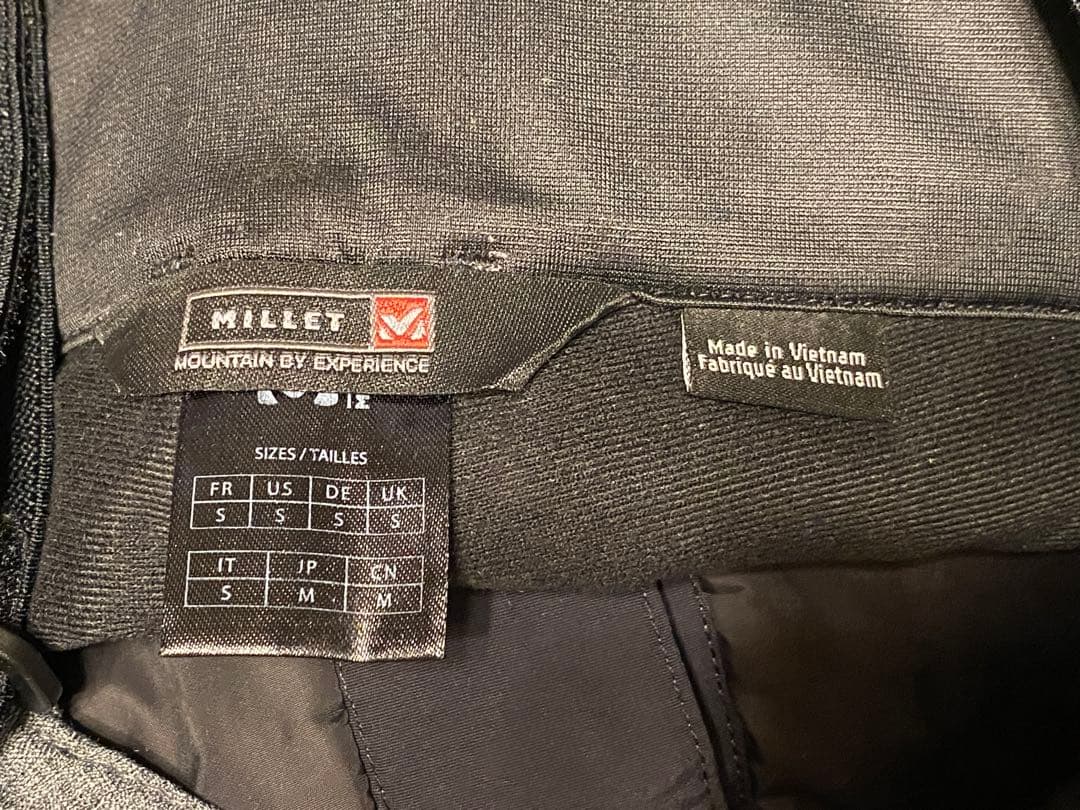 MILLET
MOUNTAIN BY EXPERIENCE
Made in Vietnam
Fabriqué au Vietnam
SIZES / TAILLES
FR US DE UK
S S S S
IT JP CN
S M M